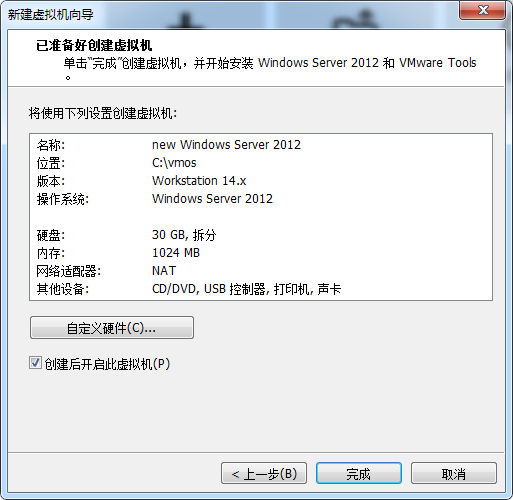 新建虚拟机向导
已准备好创建虚拟机
单击“完成”创建虚拟机，并开始安装 Windows Server 2012 和 VMware Tools
。
将使用下列设置创建虚拟机：
名称: new Windows Server 2012
位置: C:\vmos
版本: Workstation 14.x
操作系统: Windows Server 2012
硬盘: 30 GB, 拆分
内存: 1024 MB
网络适配器: NAT
其他设备: CD/DVD, USB 控制器, 打印机, 声卡
自定义硬件(C)...
创建后开启此虚拟机(P)
< 上一步(B) 完成 取消